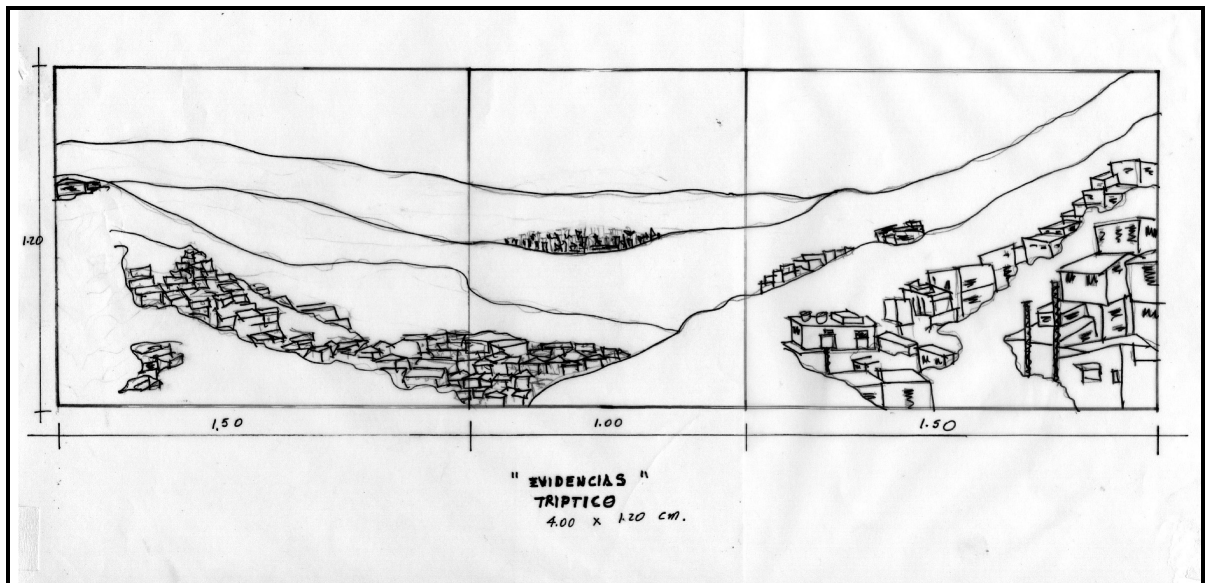 1.20
1.50
1.00
1.50
" EVIDENCIAS "
TRIPTICO
4.00 x 1.20 cm.